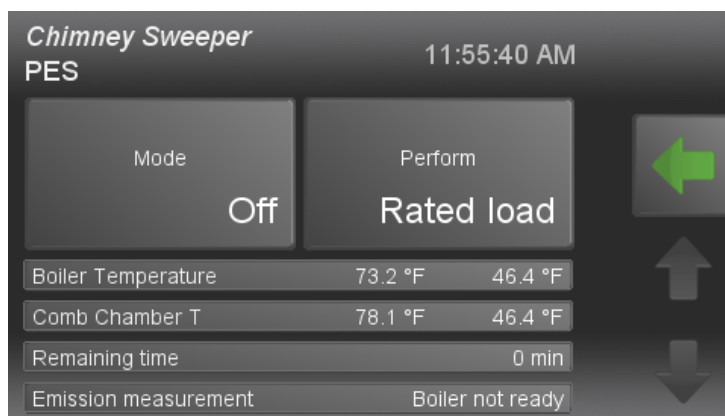 Chimney Sweeper
PES
11:55:40 AM
Mode
Off
Perform
Rated load
Boiler Temperature 73.2 °F 46.4 °F
Comb Chamber T 78.1 °F 46.4 °F
Remaining time 0 min
Emission measurement Boiler not ready